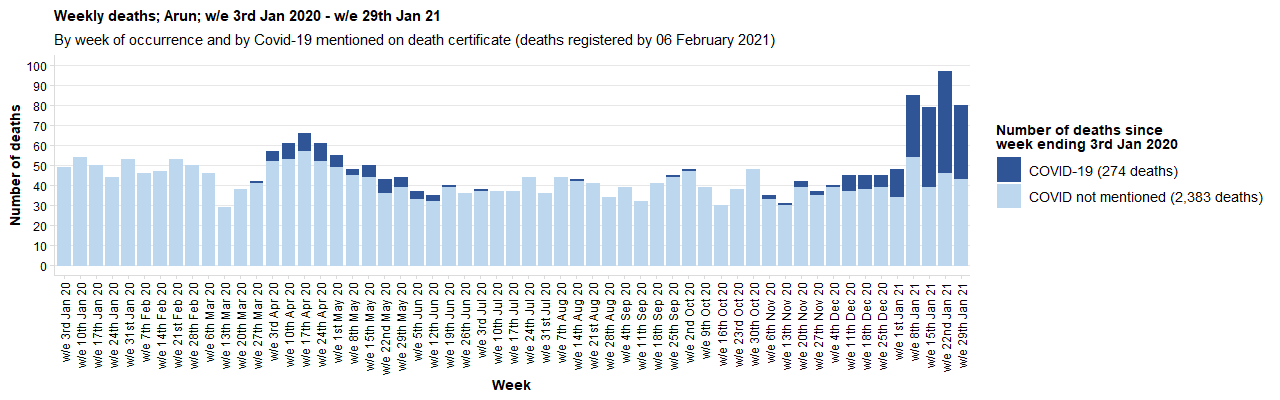 Weekly deaths; Arun; w/e 3rd Jan 2020 - w/e 29th Jan 21
By week of occurrence and by Covid-19 mentioned on death certificate (deaths registered by 06 February 2021)
Number of deaths
100
90
80
70
60
50
40
30
20
10
0
w/e 3rd Jan 20
w/e 10th Jan 20
w/e 17th Jan 20
w/e 24th Jan 20
w/e 31st Jan 20
w/e 7th Feb 20
w/e 14th Feb 20
w/e 21st Feb 20
w/e 28th Feb 20
w/e 6th Mar 20
w/e 13th Mar 20
w/e 20th Mar 20
w/e 27th Mar 20
w/e 3rd Apr 20
w/e 10th Apr 20
w/e 17th Apr 20
w/e 24th Apr 20
w/e 1st May 20
w/e 8th May 20
w/e 15th May 20
w/e 22nd May 20
w/e 29th May 20
w/e 5th Jun 20
w/e 12th Jun 20
w/e 19th Jun 20
w/e 26th Jun 20
w/e 3rd Jul 20
w/e 10th Jul 20
w/e 17th Jul 20
w/e 24th Jul 20
w/e 31st Jul 20
w/e 7th Aug 20
w/e 14th Aug 20
w/e 21st Aug 20
w/e 28th Aug 20
w/e 4th Sep 20
w/e 11th Sep 20
w/e 18th Sep 20
w/e 25th Sep 20
w/e 2nd Oct 20
w/e 9th Oct 20
w/e 16th Oct 20
w/e 23rd Oct 20
w/e 30th Oct 20
w/e 6th Nov 20
w/e 13th Nov 20
w/e 20th Nov 20
w/e 27th Nov 20
w/e 4th Dec 20
w/e 11th Dec 20
w/e 18th Dec 20
w/e 25th Dec 20
w/e 1st Jan 21
w/e 8th Jan 21
w/e 15th Jan 21
w/e 22nd Jan 21
w/e 29th Jan 21
Week
Number of deaths since
week ending 3rd Jan 2020
COVID-19 (274 deaths)
COVID not mentioned (2,383 deaths)